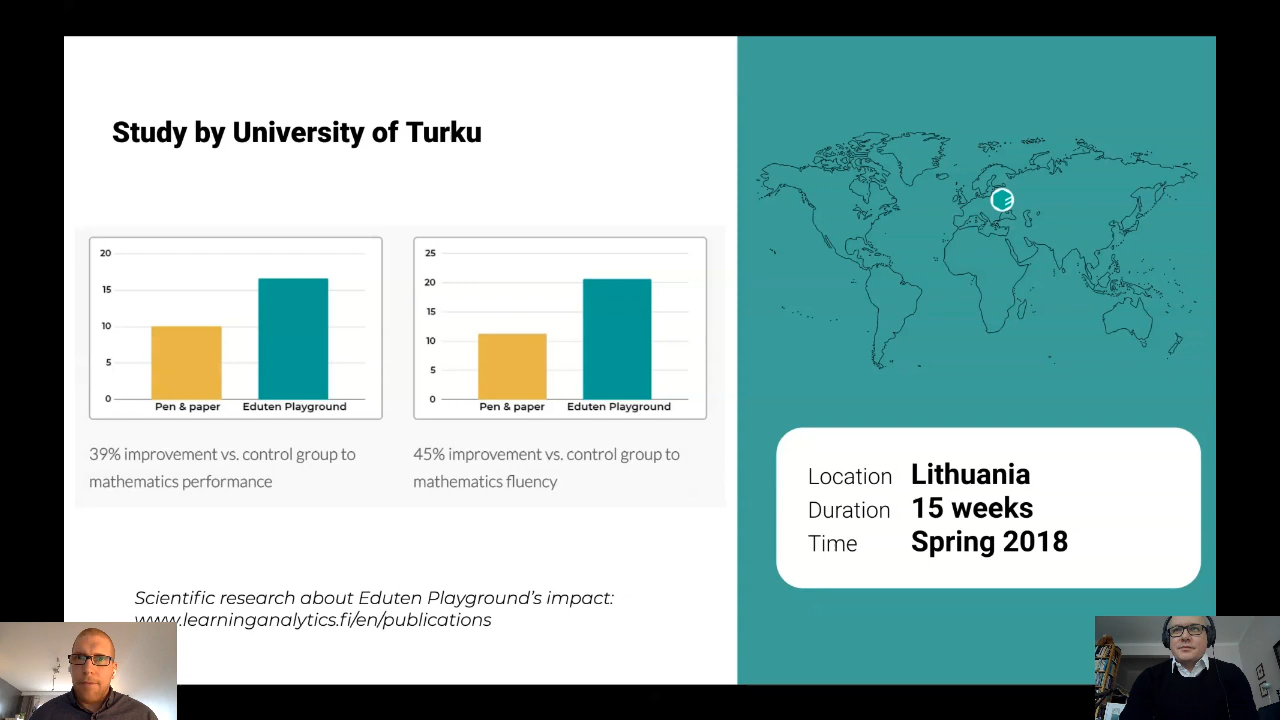 Study by University of Turku
20
15
10
5
0
Pen & paper Eduten Playground
39% improvement vs. control group to
mathematics performance
25
20
15
10
5
0
Pen & paper Eduten Playground
45% improvement vs. control group to
mathematics fluency
Scientific research about Eduten Playground's impact:
www.learninganalytics.fi/en/publications
Location Lithuania
Duration 15 weeks
Time Spring 2018